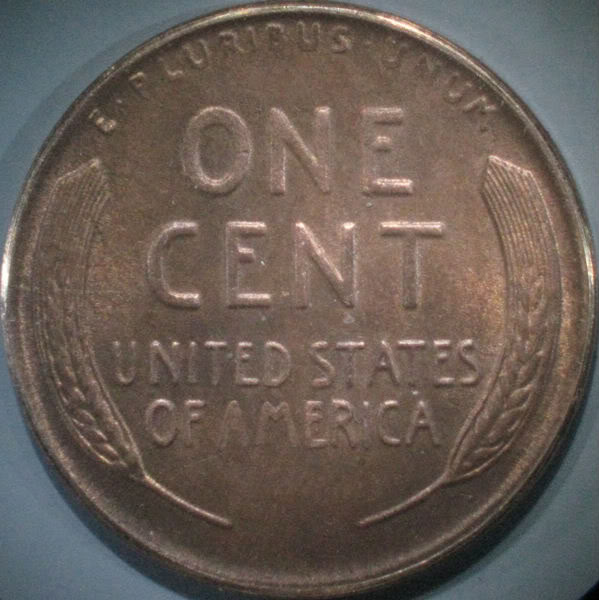 E·PLURIBUS·UNUM
ONE
CENT
UNITED STATES
OF AMERICA